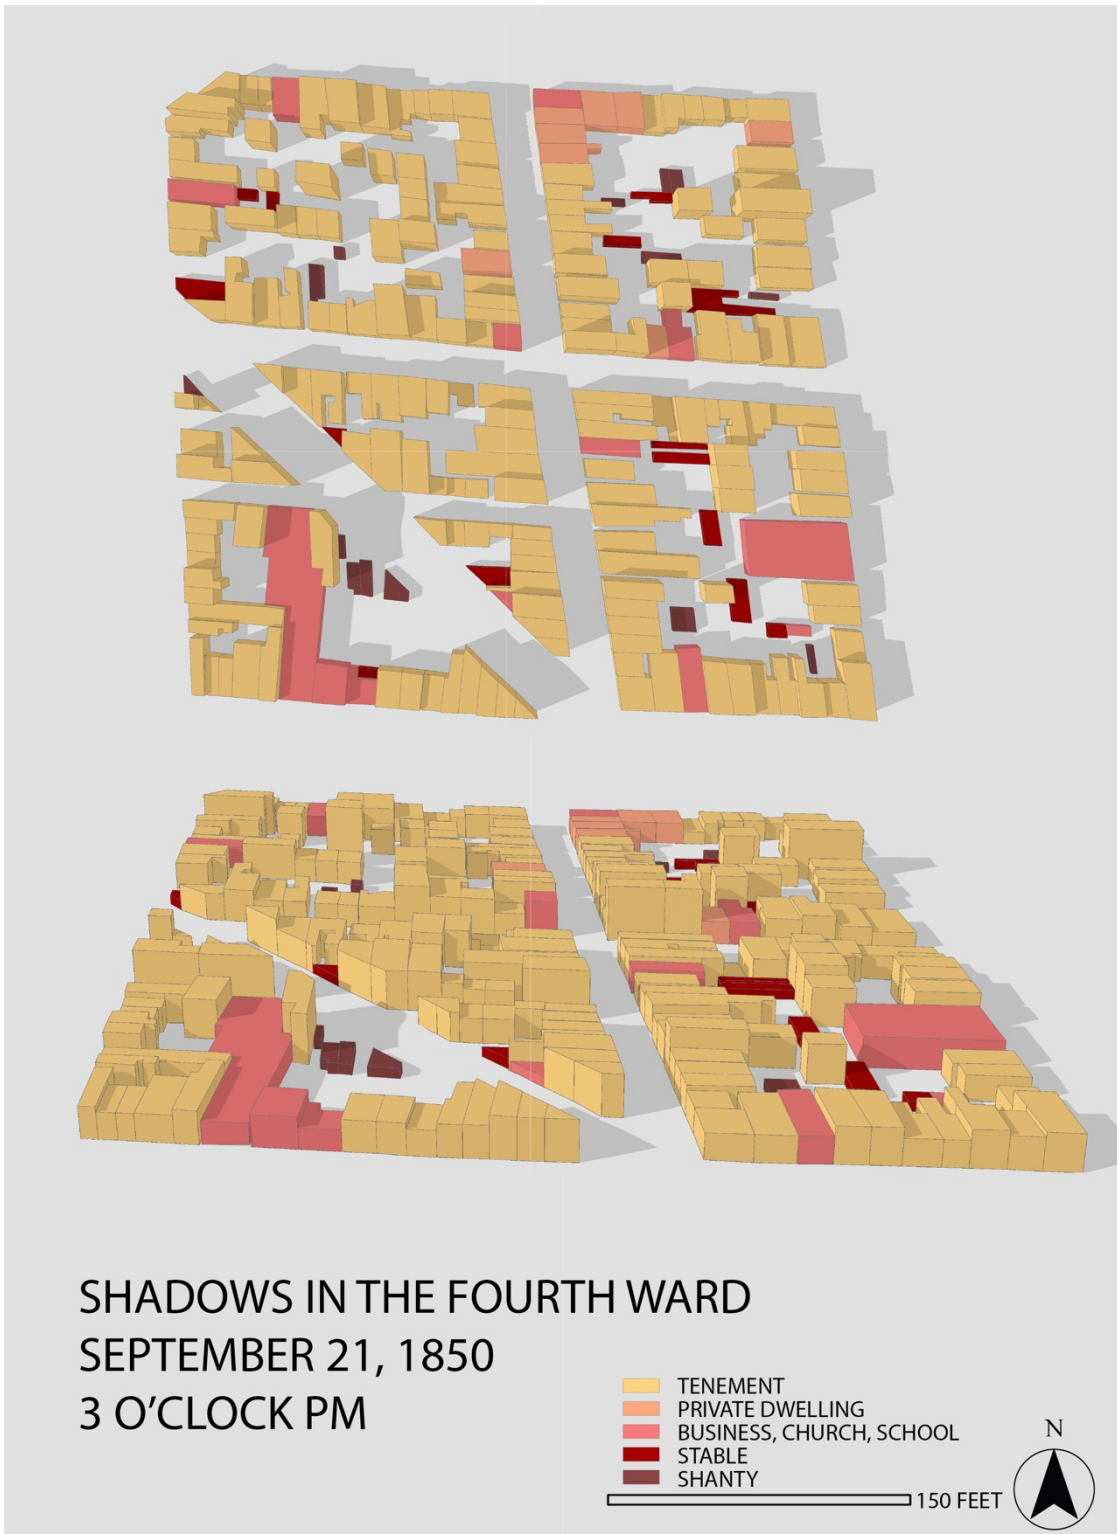 SHADOWS IN THE FOURTH WARD
SEPTEMBER 21, 1850
3 O'CLOCK PM
TENEMENT
PRIVATE DWELLING
BUSINESS, CHURCH, SCHOOL
STABLE
SHANTY
150 FEET
N